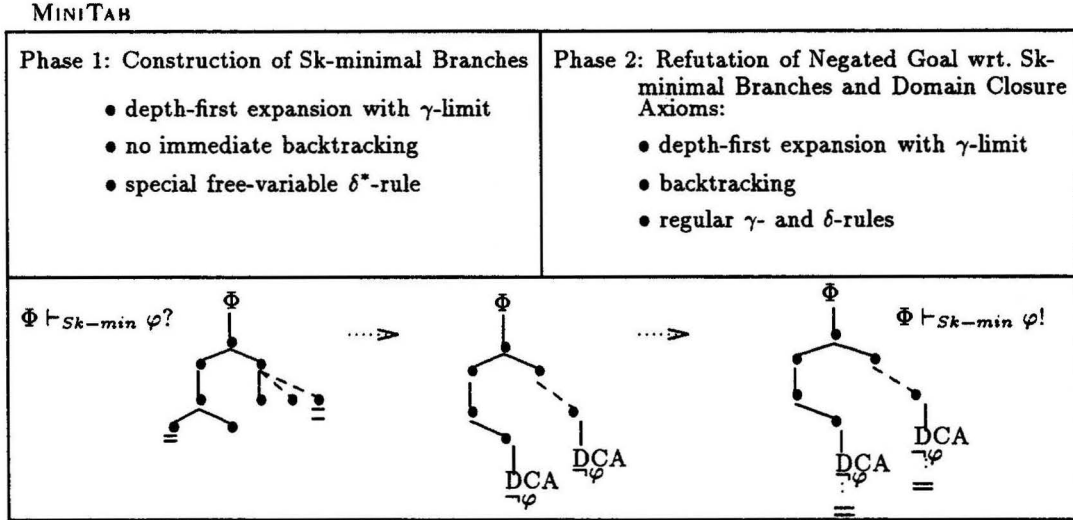 MINITAB
Phase 1: Construction of Sk-minimal Branches
• depth-first expansion with γ-limit
• no immediate backtracking
• special free-variable δ*-rule
Phase 2: Refutation of Negated Goal wrt. Sk-
minimal Branches and Domain Closure
Axioms:
• depth-first expansion with γ-limit
• backtracking
• regular γ- and δ-rules
Φ ⊢Sk−min φ?
Φ
Φ
DCA
¬φ
DCA
¬φ
Φ
Φ ⊢Sk−min φ!
DCA
¬φ
DCA
¬φ